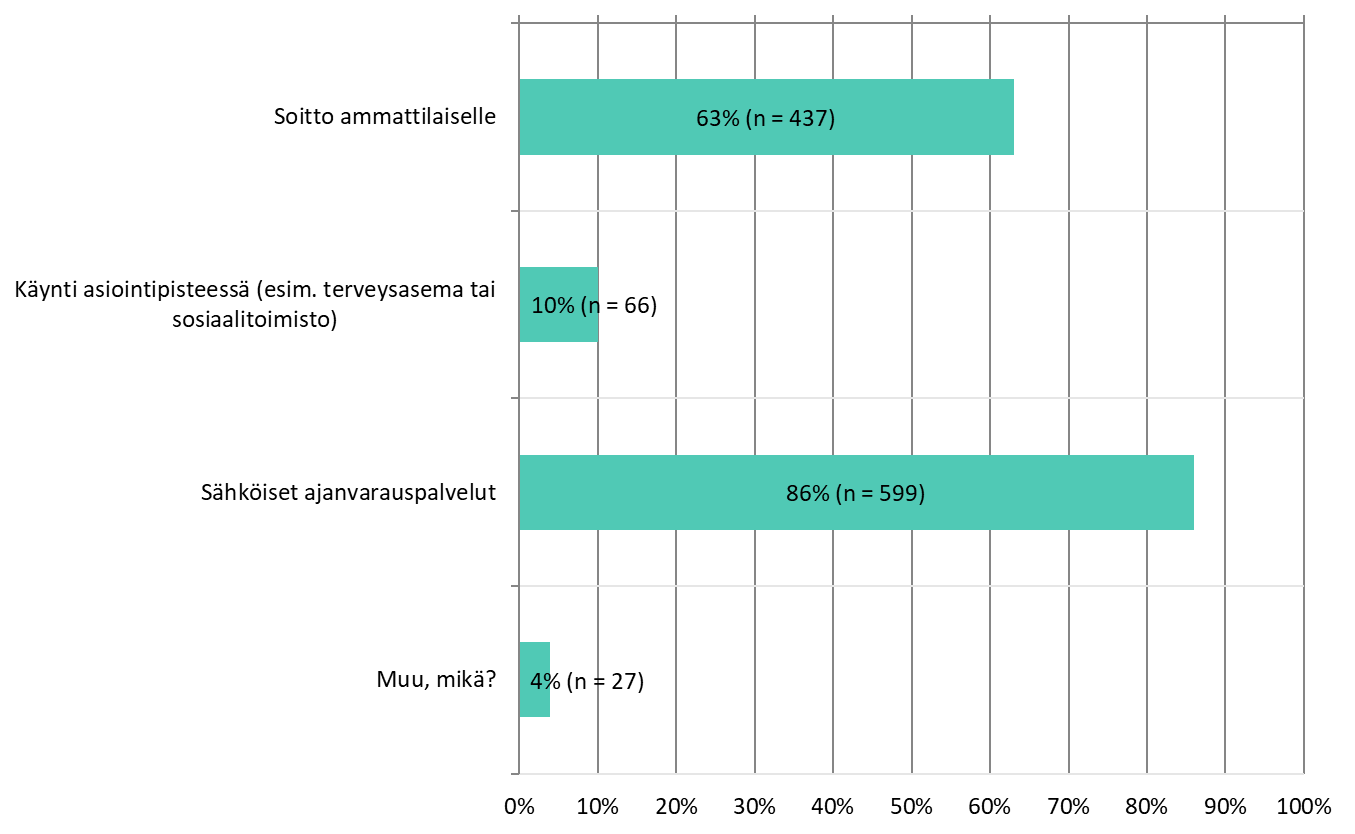 Soitto ammattilaiselle
63% (n = 437)
Käynti asiointipisteessä (esim. terveysasema tai
sosiaalitoimisto)
10% (n = 66)
Sähköiset ajanvarauspalvelut
86% (n = 599)
Muu, mikä?
4% (n = 27)
0% 10% 20% 30% 40% 50% 60% 70% 80% 90% 100%